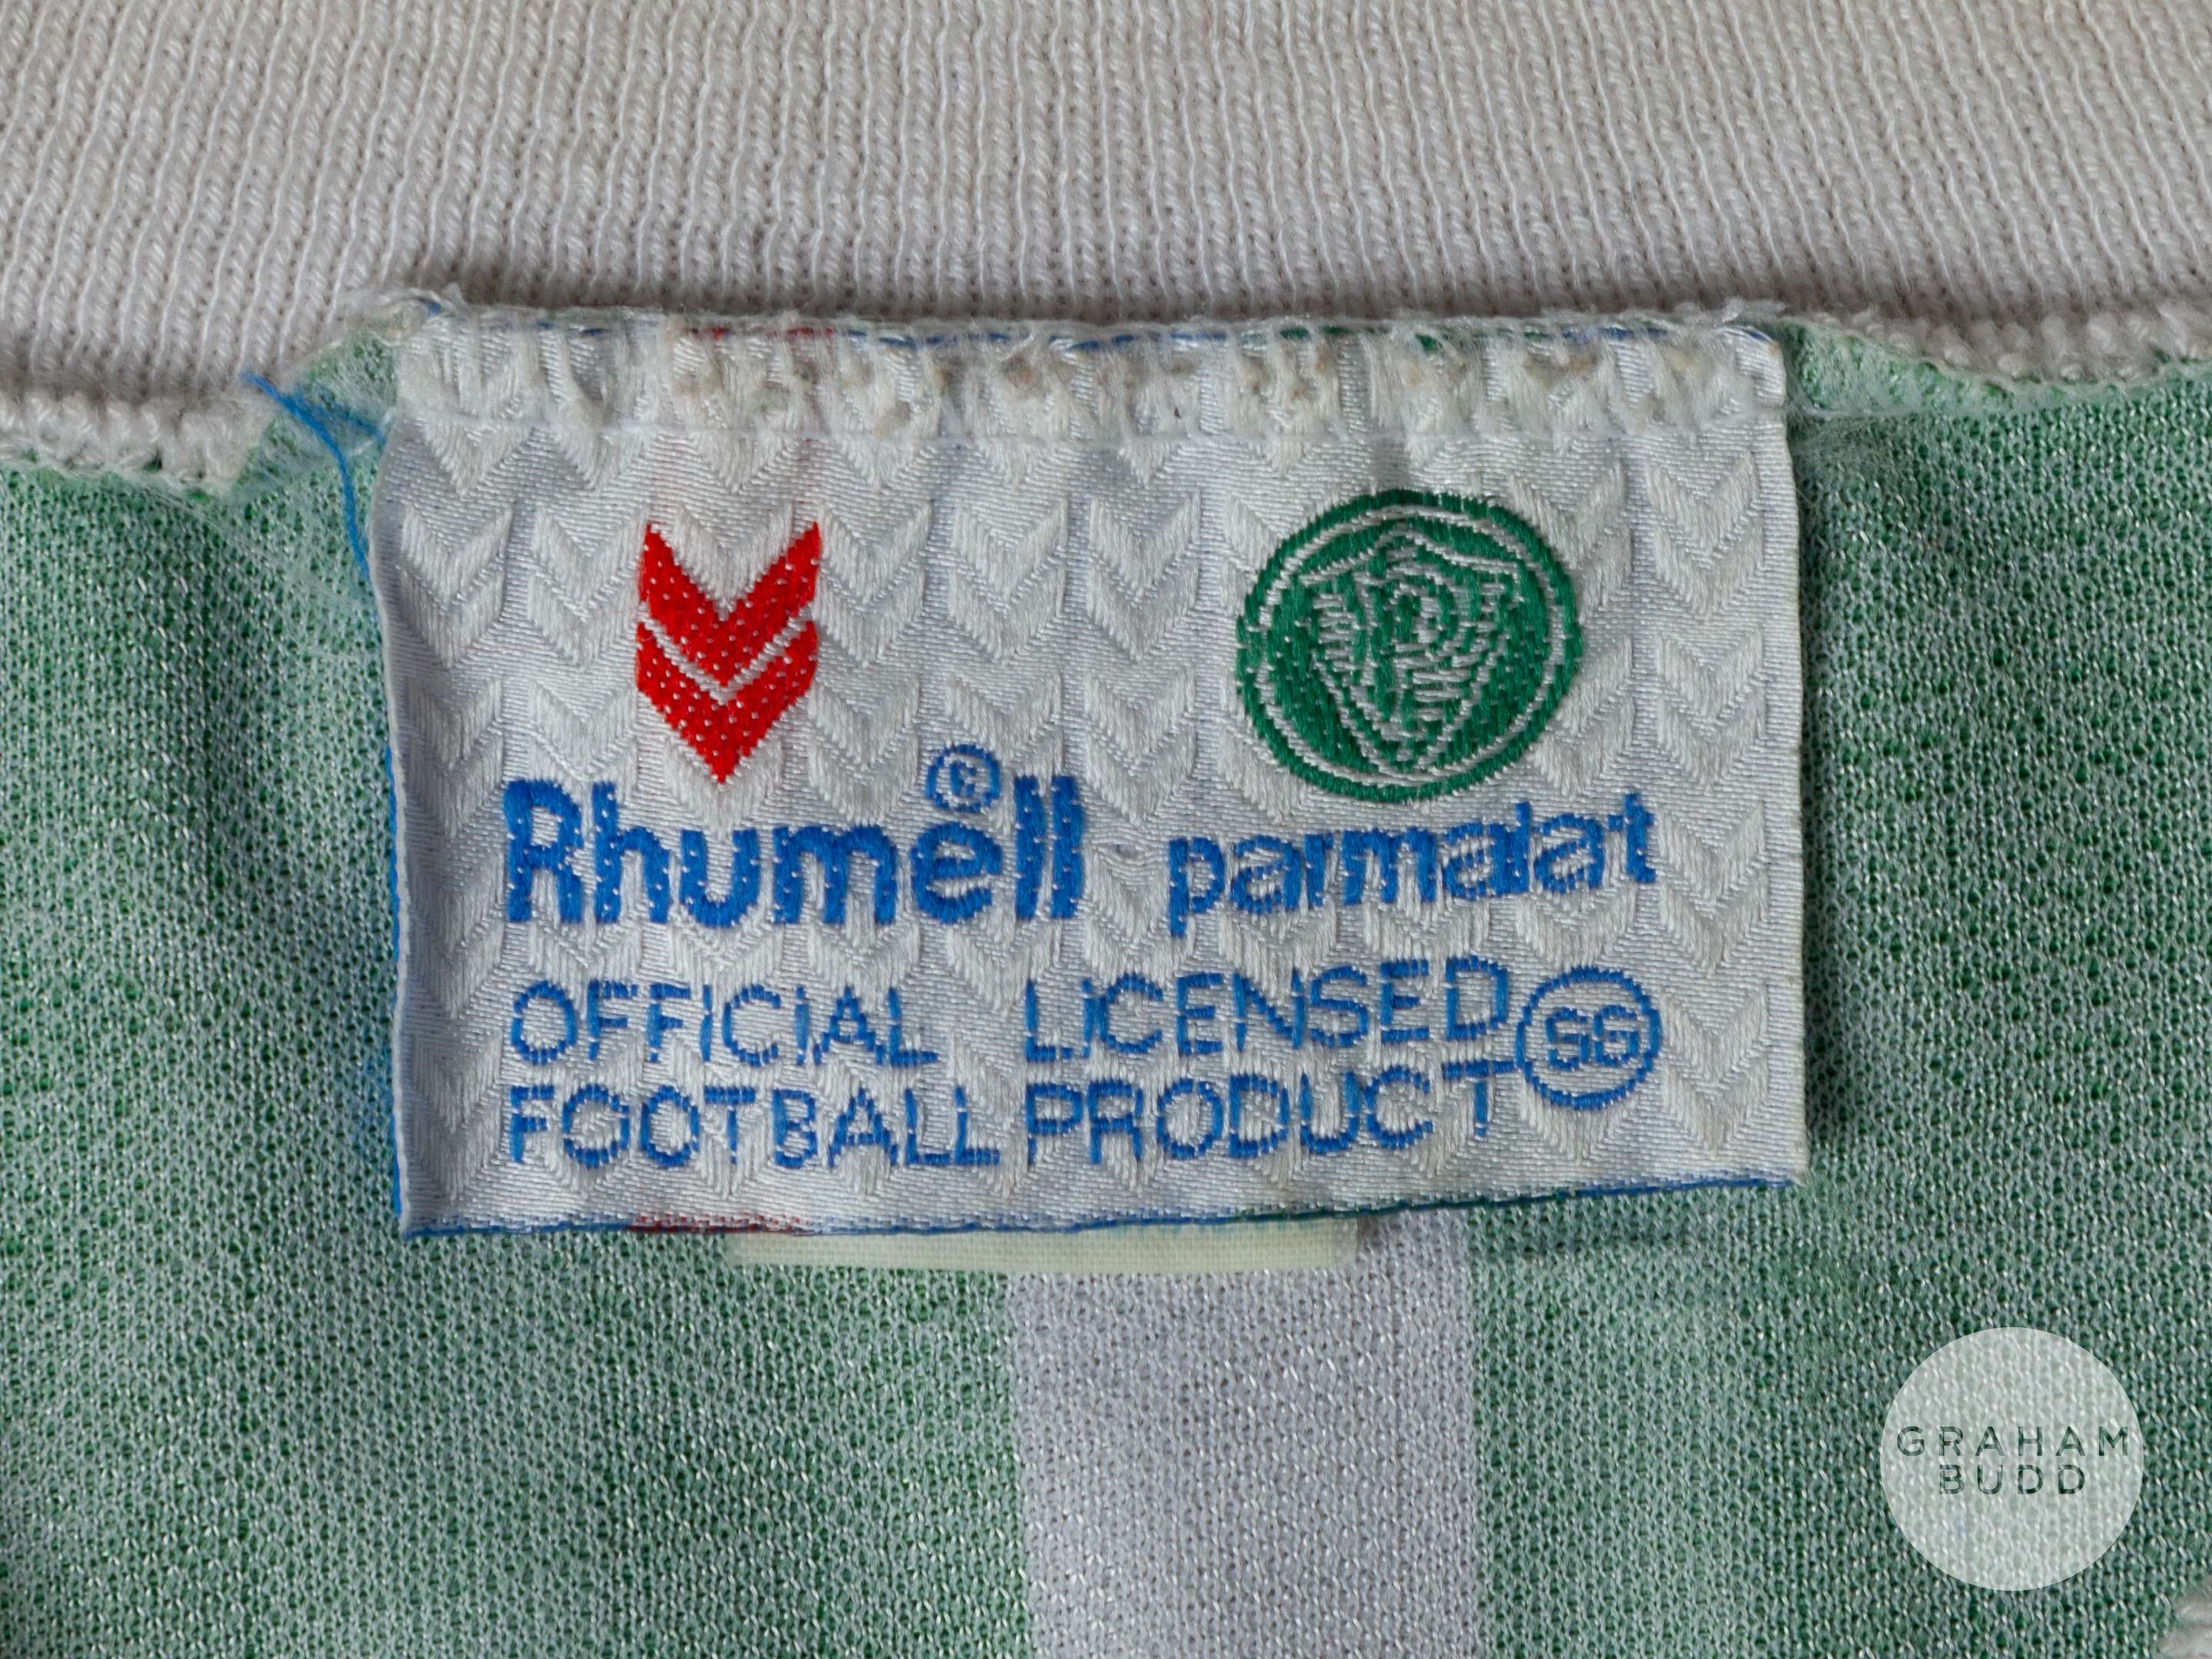 P
Rhumell® parmalat
OFFICIAL LICENSED
FOOTBALL PRODUCT
GRAHAM
BUDD